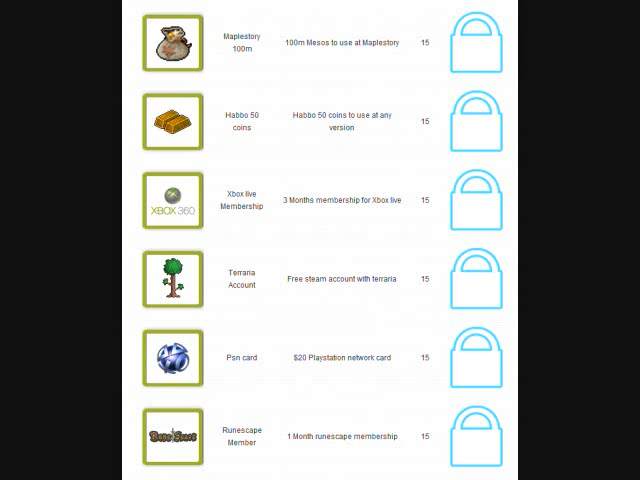 Maplestory
100m
100m Mesos to use at Maplestory
15
Habbo 50
coins
Habbo 50 coins to use at any
version
15
XBOX 360
Xbox live
Membership
3 Months membership for Xbox live
15
Terraria
Account
Free steam account with terraria
15
Psn card
$20 Playstation network card
15
RuneScape
Runescape
Member
1 Month runescape membership
15